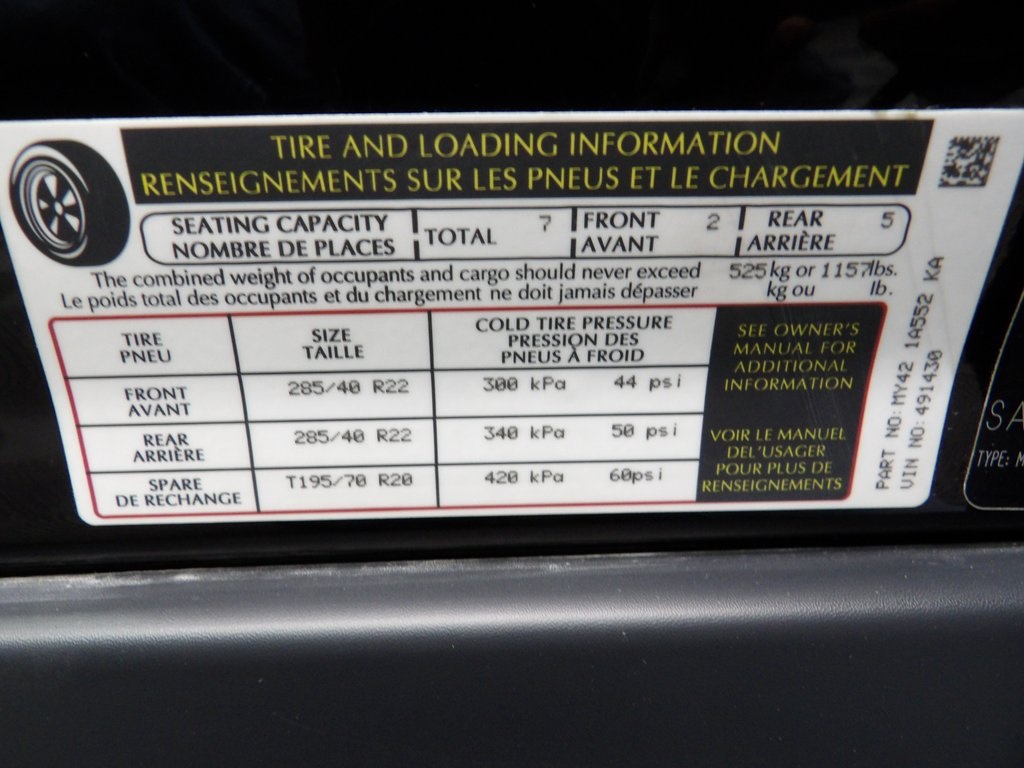 TIRE AND LOADING INFORMATION
RENSEIGNEMENTS SUR LES PNEUS ET LE CHARGEMENT
SEATING CAPACITY TOTAL 7 FRONT 2 REAR 5
NOMBRE DE PLACES AVANT ARRIÈRE
The combined weight of occupants and cargo should never exceed 525 kg or 1157 lbs.
Le poids total des occupants et du chargement ne doit jamais dépasser kg ou lb.
TIRE
PNEU
SIZE
TAILLE
COLD TIRE PRESSURE
PRESSION DES
PNEUS À FROID
FRONT
AVANT
285/40 R22
300 kPa 44 psi
REAR
ARRIÈRE
285/40 R22
340 kPa 50 psi
SPARE
DE RECHANGE
T195/70 R20
420 kPa 60psi
SEE OWNER'S
MANUAL FOR
ADDITIONAL
INFORMATION
VOIR LE MANUEL
DEL'USAGER
POUR PLUS DE
RENSEIGNEMENTS
PART NO: MY42 1A552 KA
VIN NO: 491430
TYPE: